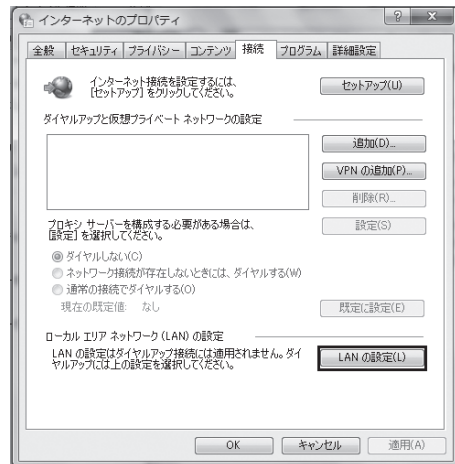 インターネットのプロパティ
全般 セキュリティ プライバシー コンテンツ 接続 プログラム 詳細設定
インターネット接続を設定するには、
[セットアップ] をクリックしてください。
セットアップ(U)
ダイヤルアップと仮想プライベート ネットワークの設定
追加(D)...
VPN の追加(P)...
削除(R)...
プロキシ サーバーを構成する必要がある場合は、
[設定] を選択してください。
設定(S)
ダイヤルしない(C)
ネットワーク接続が存在しないときには、ダイヤルする(W)
通常の接続でダイヤルする(O)
現在の既定値: なし
既定に設定(E)
ローカル エリア ネットワーク (LAN) の設定
LAN の設定はダイヤルアップ接続には適用されません。ダイ
ヤルアップには上の設定を選択してください。
LAN の設定(L)
OK キャンセル 適用(A)